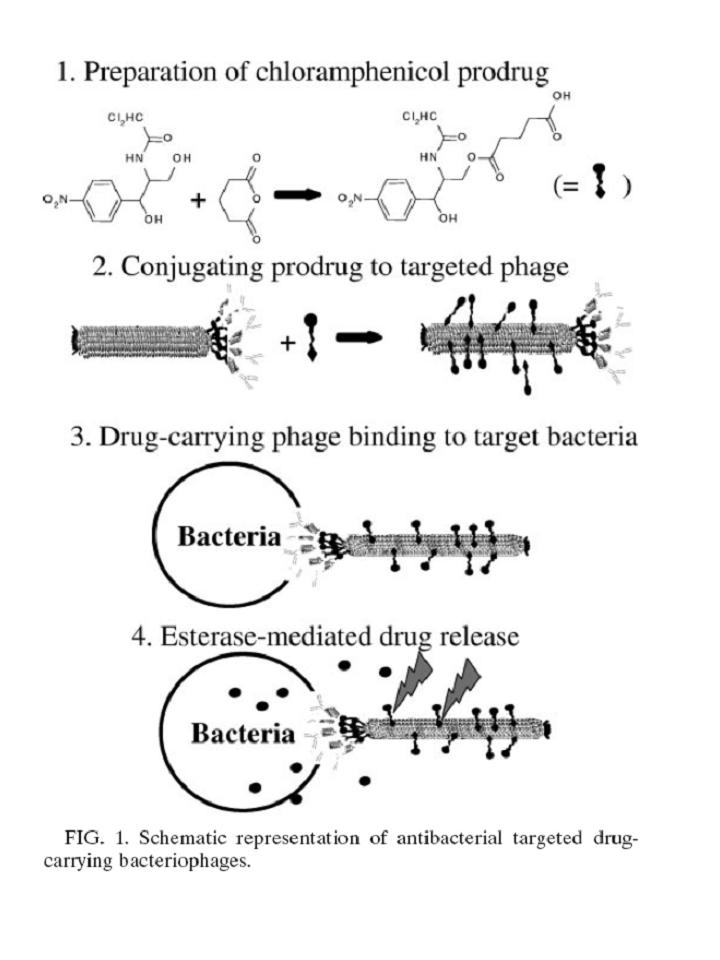 1. Preparation of chloramphenicol prodrug
OH
Cl2HC
Cl2HC
O
O
HN
OH
O
HN
O
O
O2N
+
O
O2N
O
(= )
OH
O
OH
2. Conjugating prodrug to targeted phage
+
3. Drug-carrying phage binding to target bacteria
Bacteria
4. Esterase-mediated drug release
Bacteria
FIG. 1. Schematic representation of antibacterial targeted drug-
carrying bacteriophages.